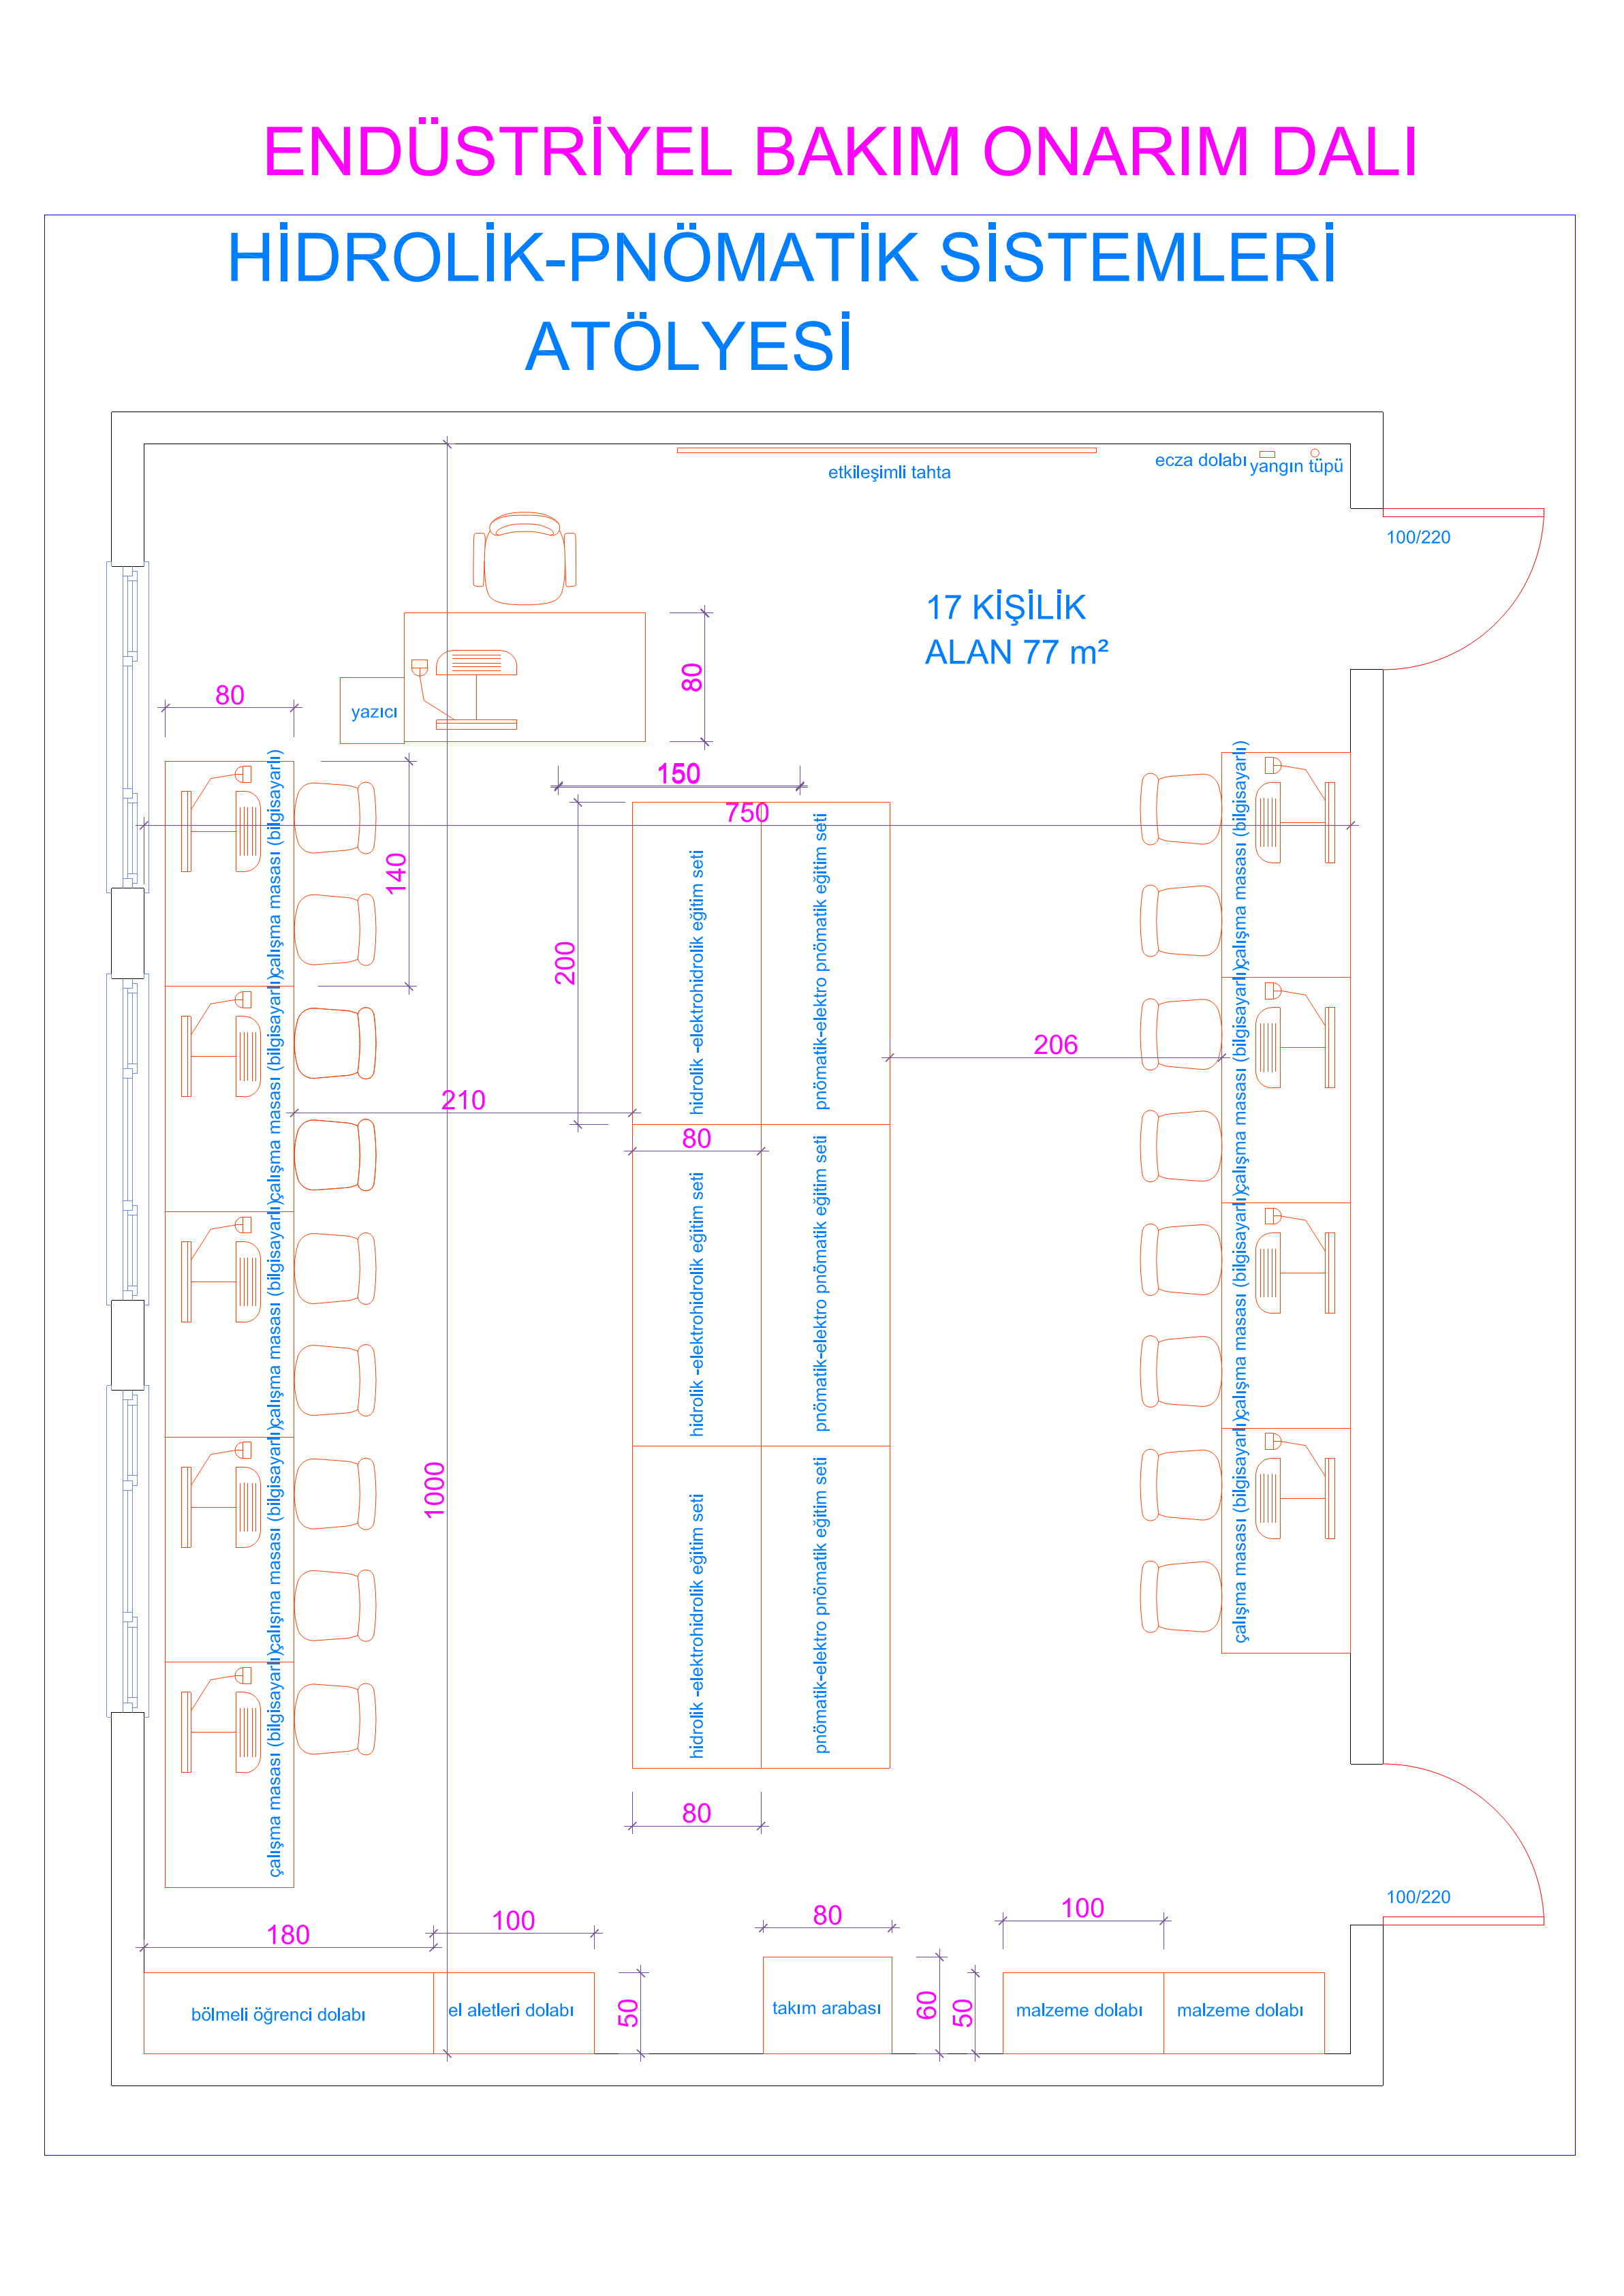 ENDÜSTRİYEL BAKIM ONARIM DALI
HİDROLİK-PNÖMATİK SİSTEMLERİ
ATÖLYESİ
etkileşimli tahta
ecza dolabı
yangın tüpü
100/220
17 KİŞİLİK
ALAN 77 m²
80
yazıcı
80
150
750
140
200
çalışma masası (bilgisayarlı)
çalışma masası (bilgisayarlı)
çalışma masası (bilgisayarlı)
çalışma masası (bilgisayarlı)
çalışma masası (bilgisayarlı)
hidrolik -elektrohidrolik eğitim seti
pnömatik-elektro pnömatik eğitim seti
hidrolik -elektrohidrolik eğitim seti
pnömatik-elektro pnömatik eğitim seti
hidrolik -elektrohidrolik eğitim seti
pnömatik-elektro pnömatik eğitim seti
çalışma masası (bilgisayarlı)
çalışma masası (bilgisayarlı)
çalışma masası (bilgisayarlı)
çalışma masası (bilgisayarlı)
206
210
80
1000
80
100/220
180
100
80
100
50
60
50
bölmeli öğrenci dolabı
el aletleri dolabı
takım arabası
malzeme dolabı
malzeme dolabı